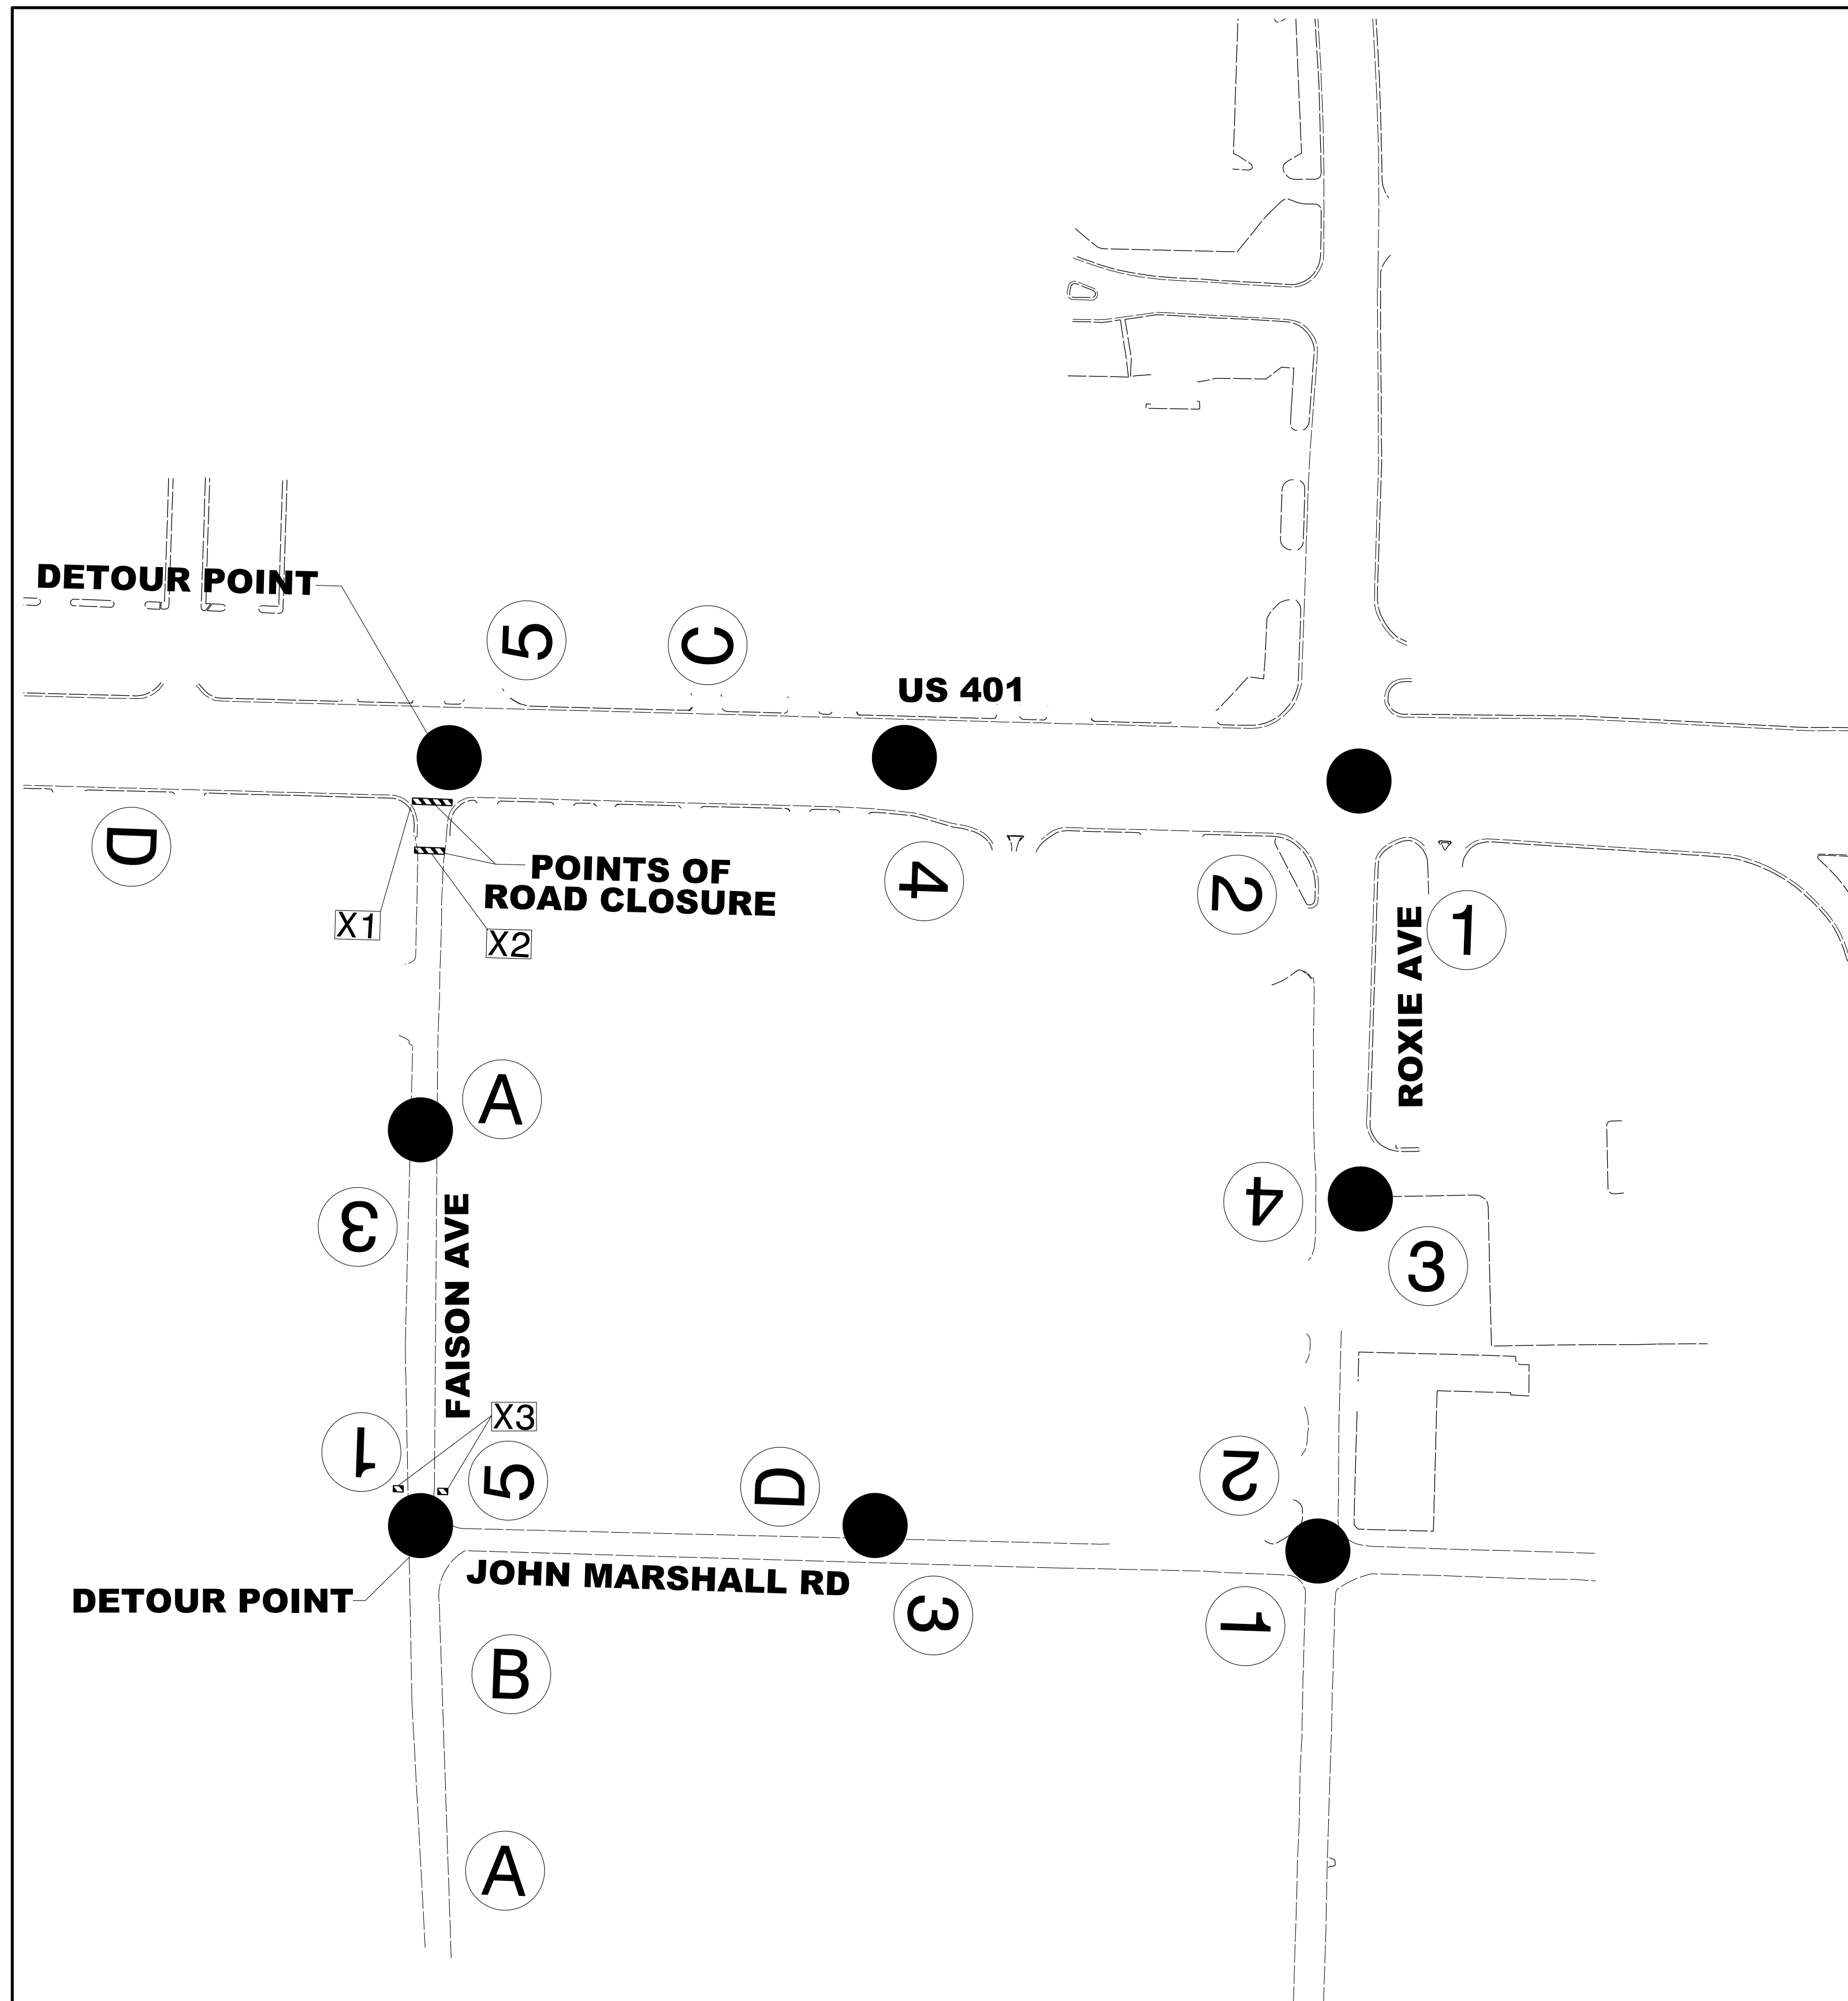 DETOUR POINT
5
C
US 401
D
POINTS OF
ROAD CLOSURE
4
2
1
X1
X2
ROXIE AVE
A
3
FAISON AVE
4
3
1
X3
5
D
2
DETOUR POINT
JOHN MARSHALL RD
3
1
B
A